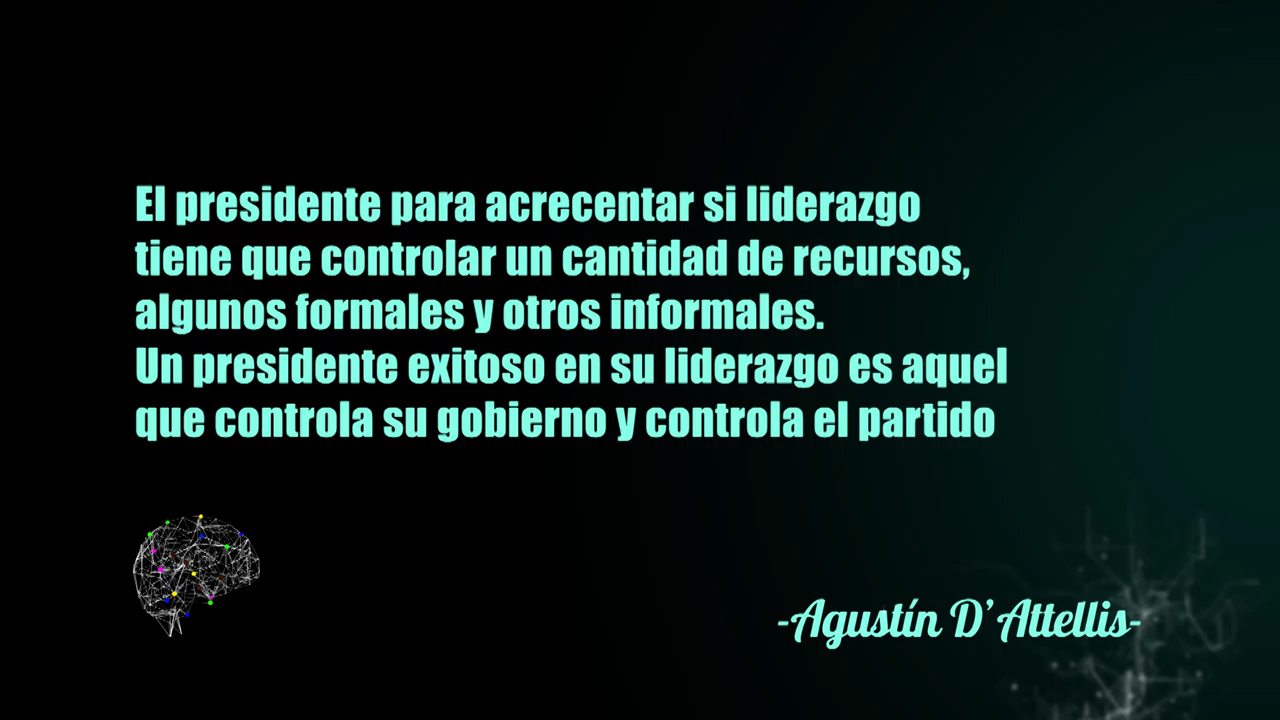 El presidente para acrecentar si liderazgo
tiene que controlar un cantidad de recursos,
algunos formales y otros informales.
Un presidente exitoso en su liderazgo es aquel
que controla su gobierno y controla el partido
-Agustín D’Attellis-